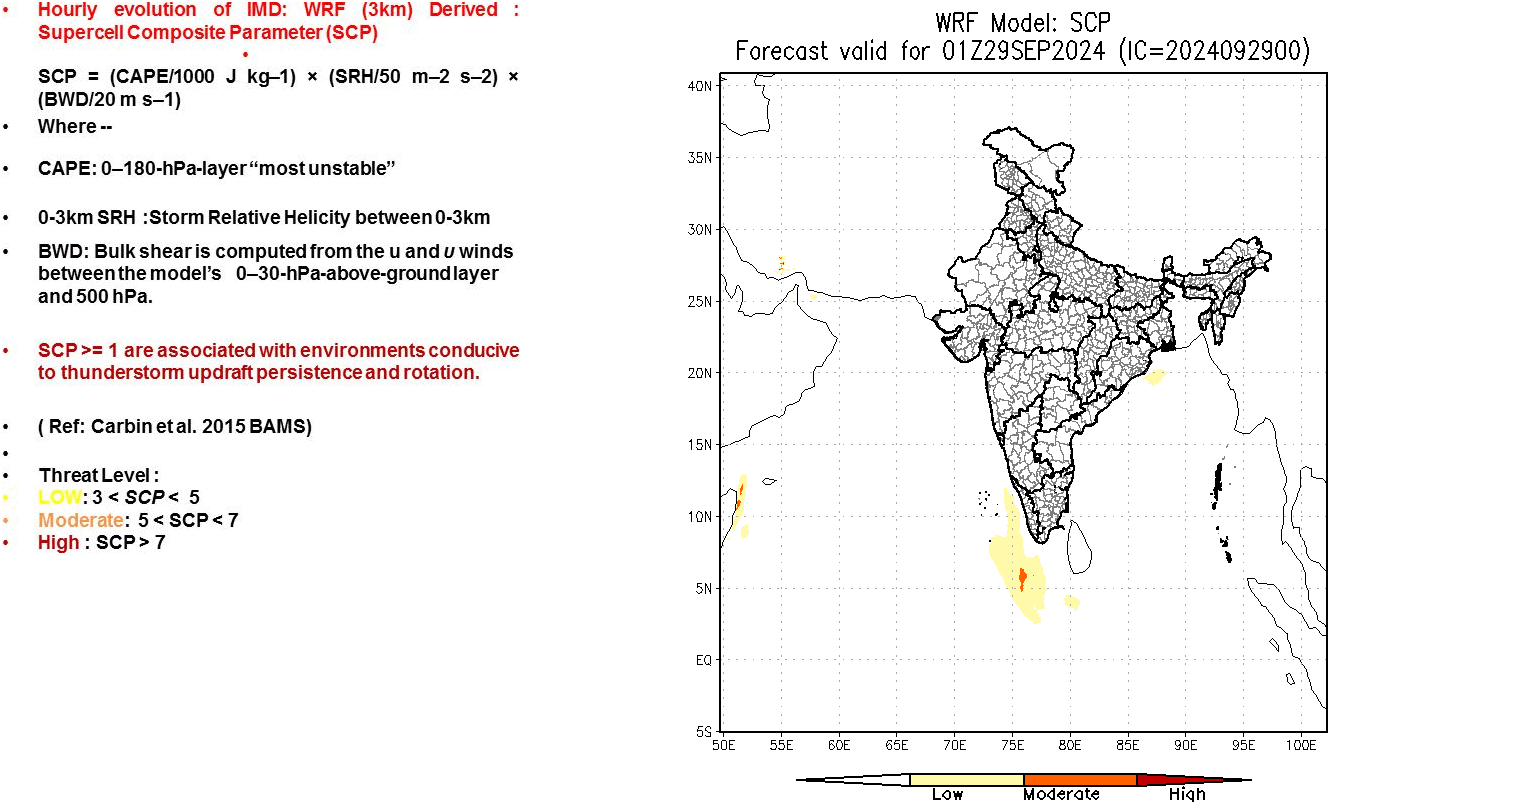 • Hourly evolution of IMD: WRF (3km) Derived :
Supercell Composite Parameter (SCP)
•
SCP = (CAPE/1000 J kg–1) × (SRH/50 m–2 s–2) ×
(BWD/20 m s–1)
• Where --
• CAPE: 0–180-hPa-layer “most unstable”
• 0-3km SRH :Storm Relative Helicity between 0-3km
• BWD: Bulk shear is computed from the u and υ winds
between the model’s 0–30-hPa-above-ground layer
and 500 hPa.
• SCP >= 1 are associated with environments conducive
to thunderstorm updraft persistence and rotation.
• ( Ref: Carbin et al. 2015 BAMS)
•
• Threat Level :
• LOW: 3 < SCP < 5
• Moderate: 5 < SCP < 7
• High : SCP > 7
WRF Model: SCP
Forecast valid for 01Z29SEP2024 (IC=2024092900)
40N
35N
30N
25N
20N
15N
10N
5N
EQ
5S
50E 55E 60E 65E 70E 75E 80E 85E 90E 95E 100E
Low Moderate High